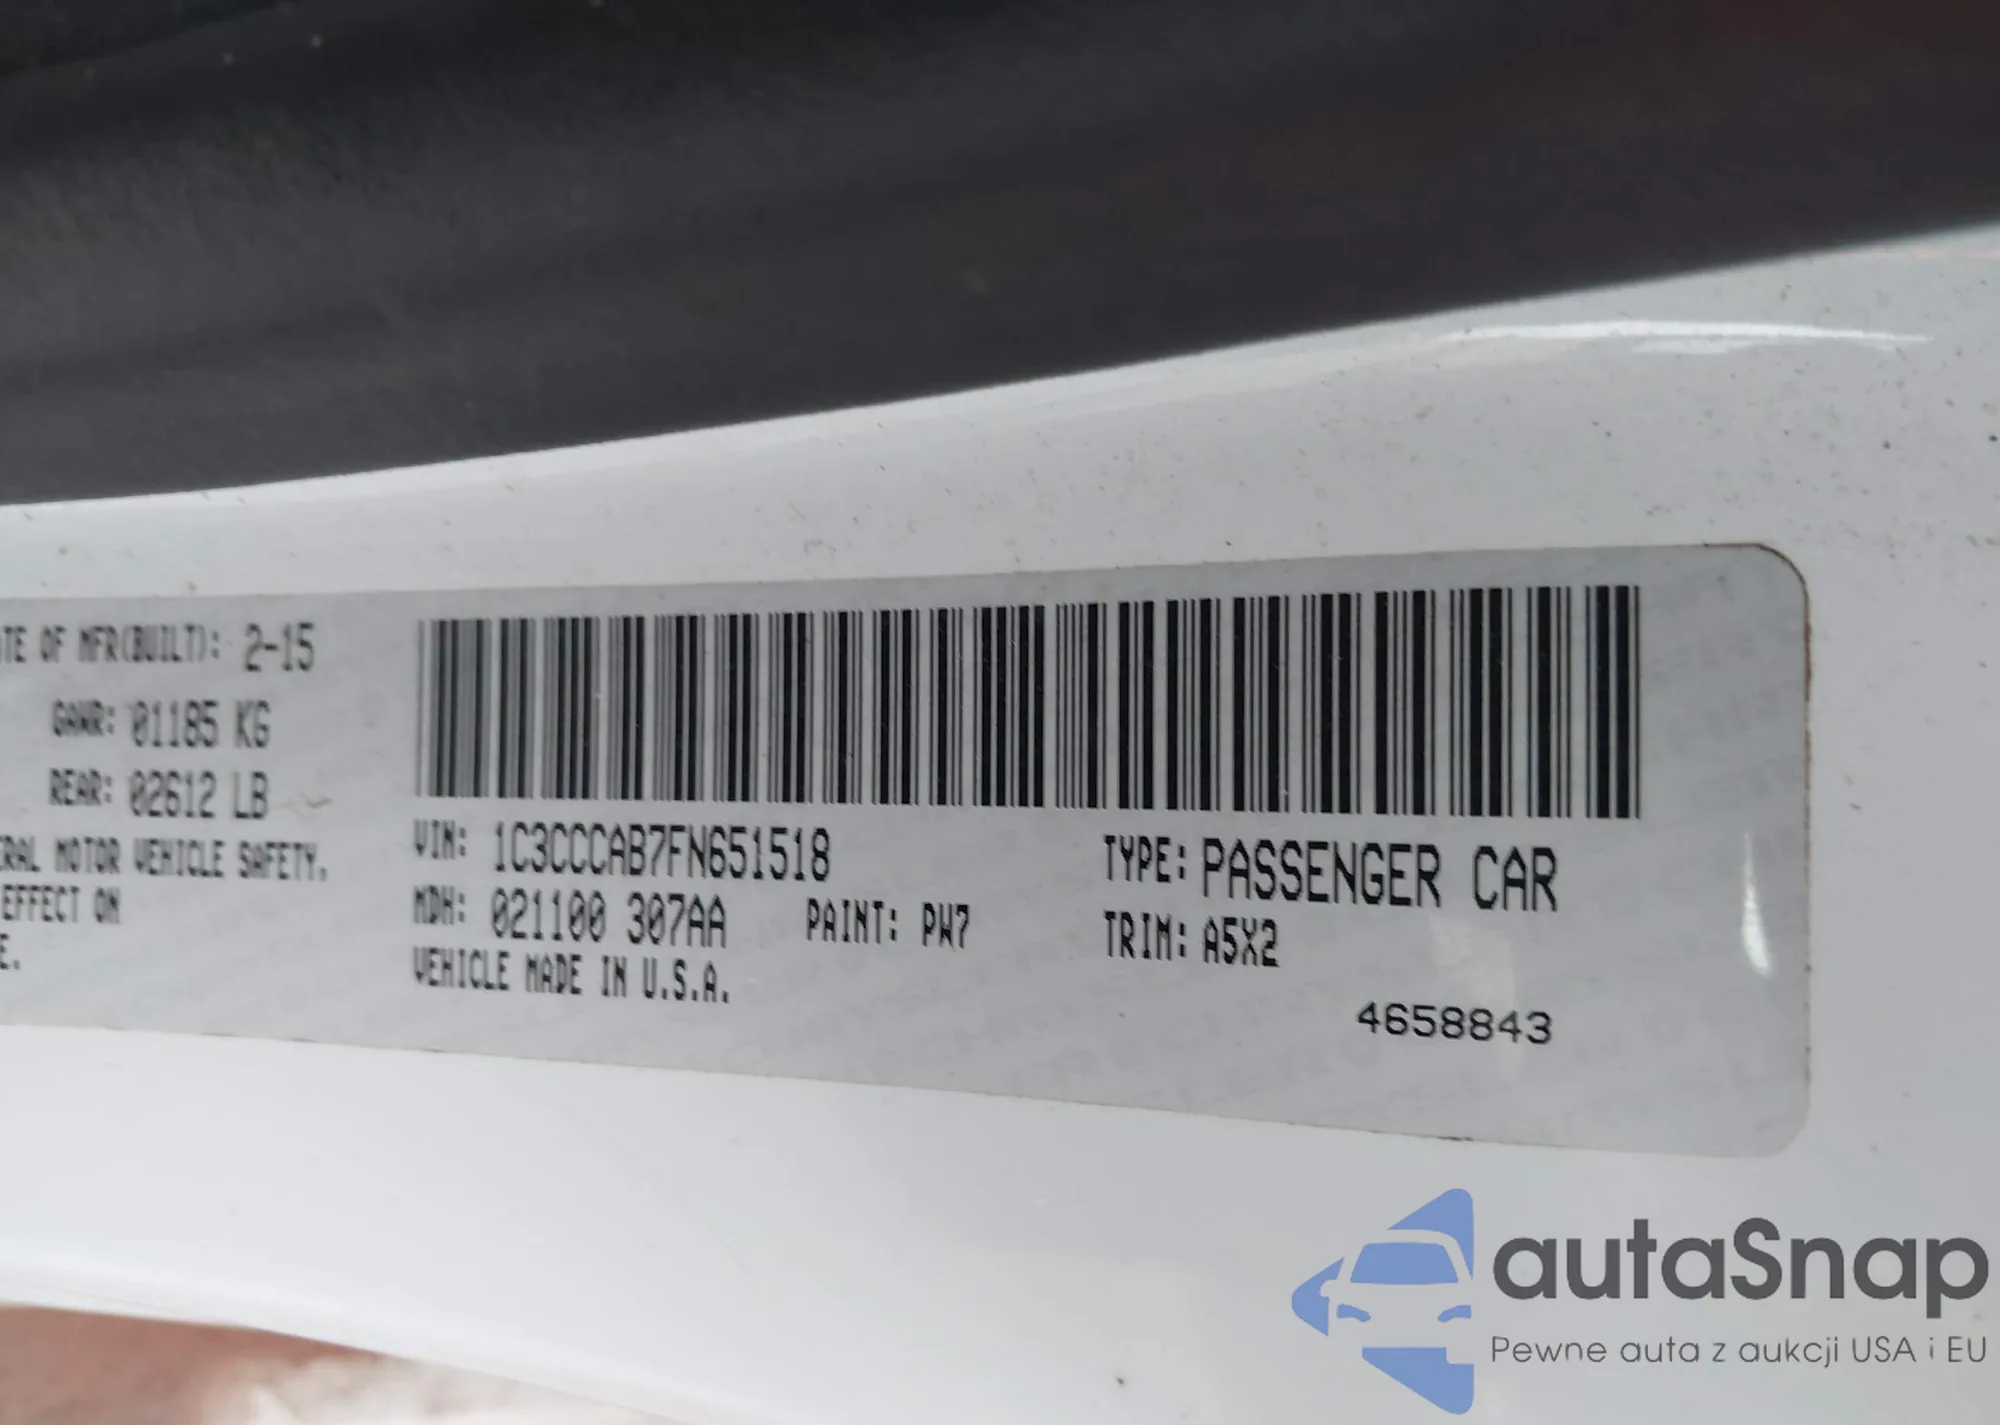 TE OF MFR(BUILT): 2-15
GAWR: 01185 KG
REAR: 02612 LB
ERAL MOTOR VEHICLE SAFETY,
EFFECT ON
E.
VIN: 1C3CCCAB7FN651518
MDH: 021100 307AA PAINT: PW7
VEHICLE MADE IN U.S.A.
TYPE: PASSENGER CAR
TRIM: A5X2
4658843
autaSnap
Pewne auta z aukcji USA i EU